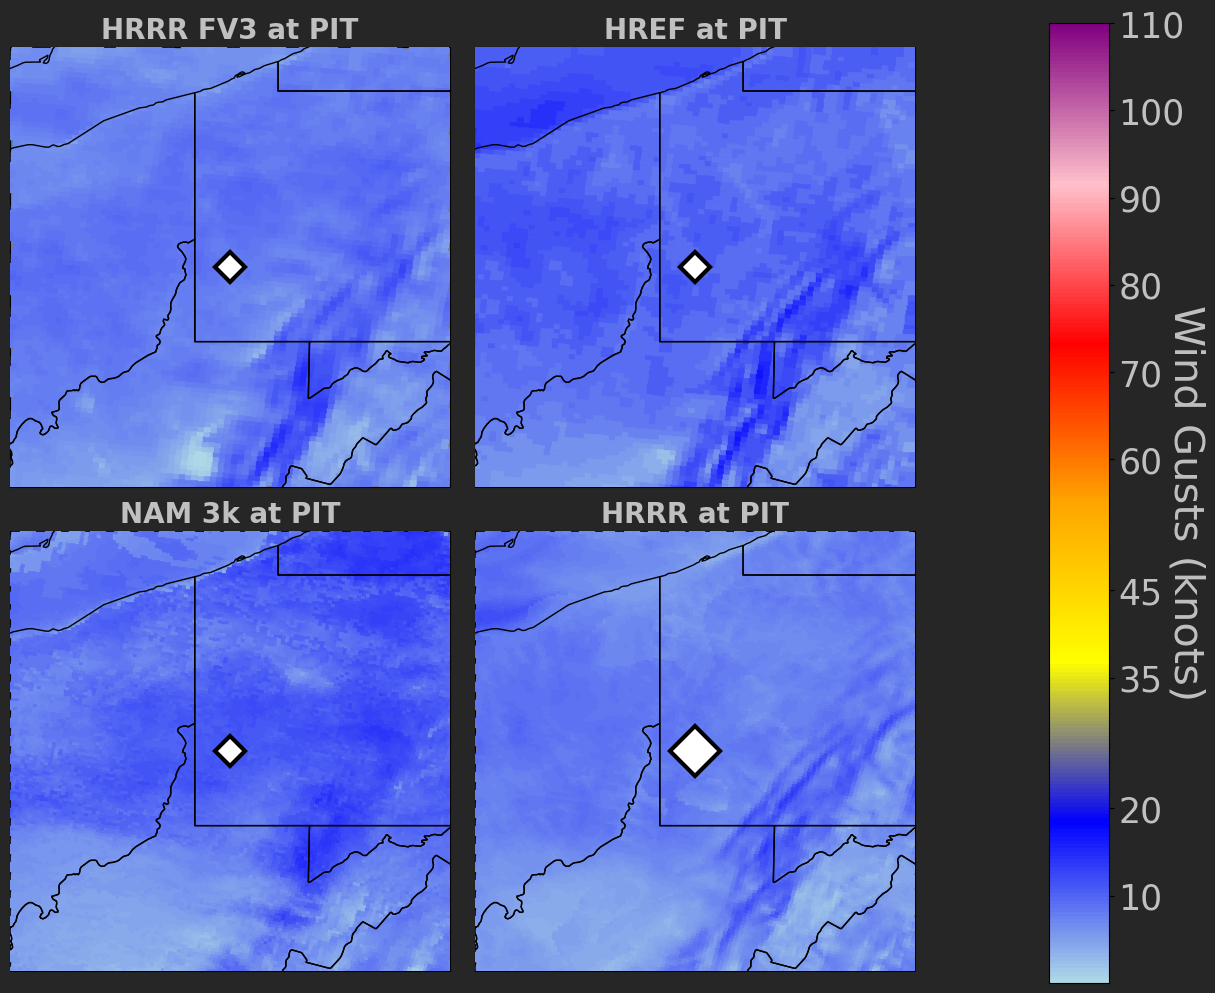 HRRR FV3 at PIT
HREF at PIT
NAM 3k at PIT
HRRR at PIT
110
100
90
80
70
60
45
35
20
10
Wind Gusts (knots)